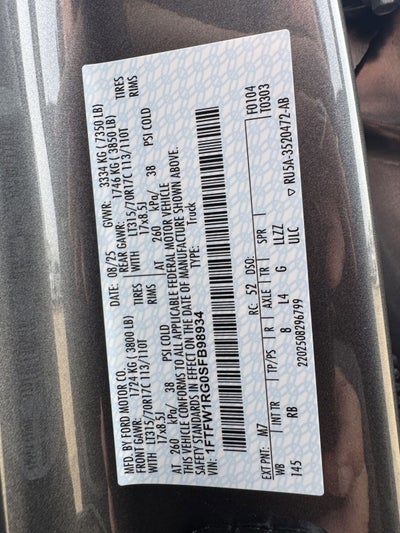 MFD. BY FORD MOTOR CO.
DATE: 08/25
GVWR: 3334 KG ( 7350 LB)
FRONT GAWR: 1724 KG ( 3800 LB)
REAR GAWR: 1746 KG ( 3850 LB)
WITH LT315/70R17C 113/110T TIRES
WITH LT315/70R17C 113/110T TIRES
17x8.5J RIMS
17x8.5J RIMS
AT 260 kPa/ 38 PSI COLD
AT 260 kPa/ 38 PSI COLD
THIS VEHICLE CONFORMS TO ALL APPLICABLE FEDERAL MOTOR VEHICLE
SAFETY STANDARDS IN EFFECT ON THE DATE OF MANUFACTURE SHOWN ABOVE.
VIN: 1FTFW1RG0SFB98934
TYPE: Truck
F0104
T0303
EXT PNT: M7 RC: 52 DSO:
WB INT TR TP/PS R AXLE TR SPR
145 RB B L4 G LLZZ
ULC
2202508296799
▽ RU5A-3520472-AB